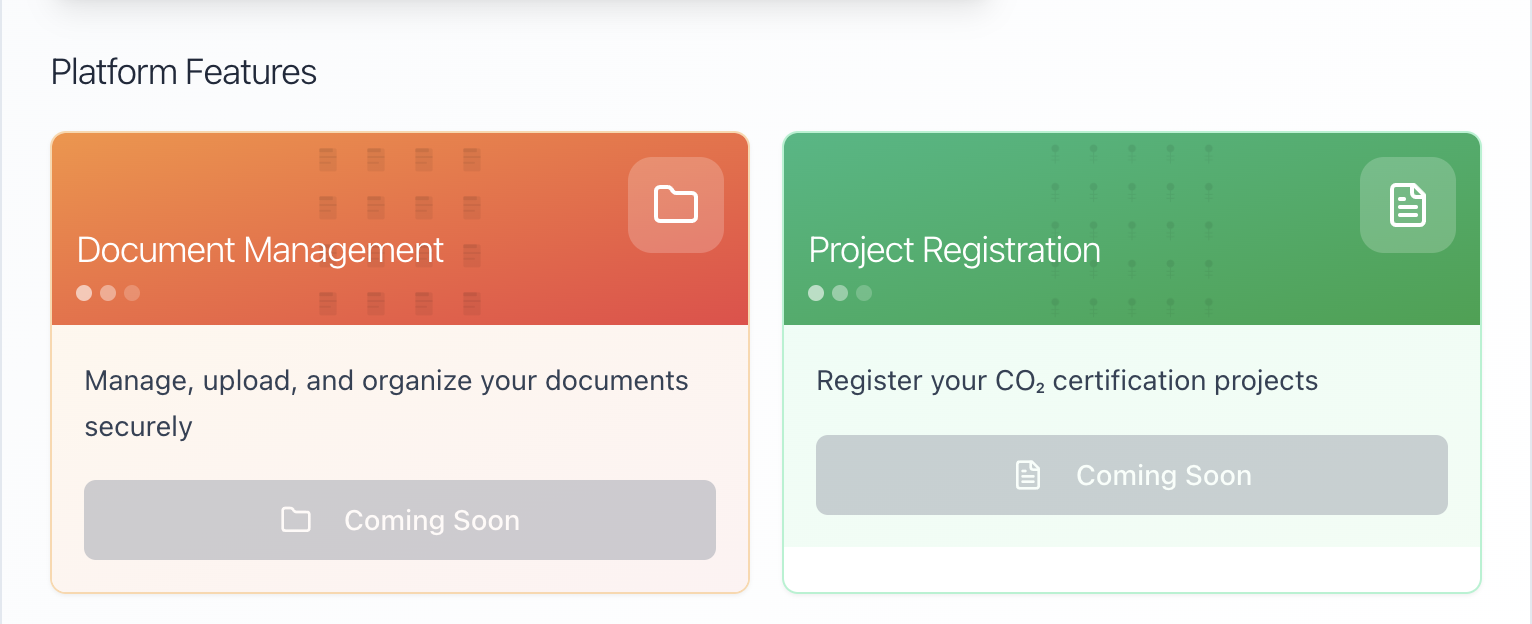 Platform Features
Document Management
Project Registration
Manage, upload, and organize your documents
securely
Coming Soon
Register your CO₂ certification projects
Coming Soon